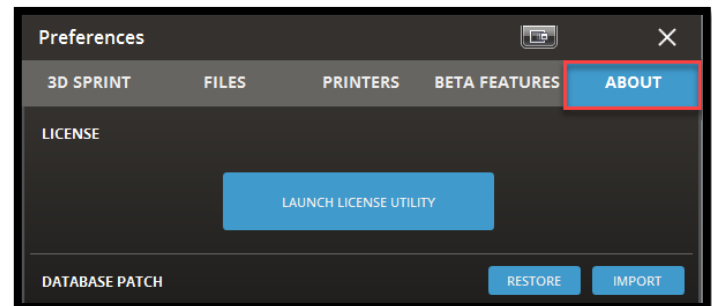 Preferences
3D SPRINT FILES PRINTERS BETA FEATURES ABOUT
LICENSE
LAUNCH LICENSE UTILITY
DATABASE PATCH RESTORE IMPORT